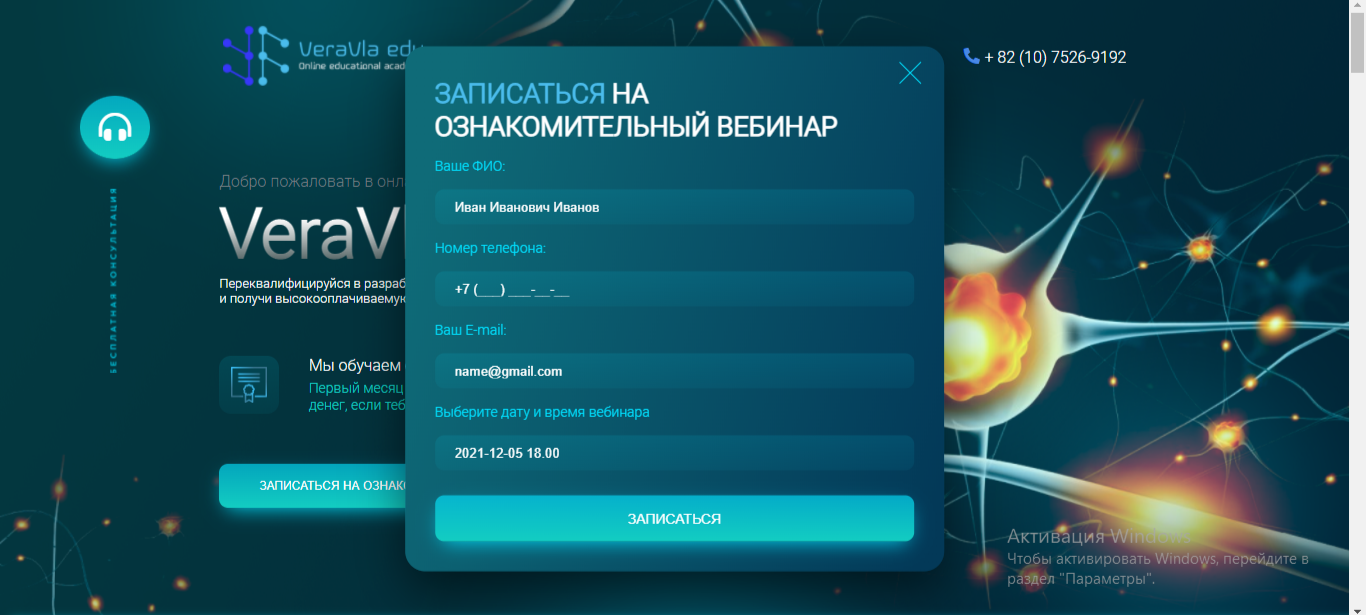 VeraVla edu
Online educational acade
+ 82 (10) 7526-9192
БЕСПЛАТНАЯ КОНСУЛЬТАЦИЯ
Добро пожаловать в онл
VeraV
Переквалифицируйся в разраб
и получи высокооплачиваемую
Мы обучаем
Первый месяц
денег, если теб
ЗАПИСАТЬСЯ НА ОЗНАКО
ЗАПИСАТЬСЯ НА
ОЗНАКОМИТЕЛЬНЫЙ ВЕБИНАР
Ваше ФИО:
Иван Иванович Иванов
Номер телефона:
+7 (___) ___-__-__
Ваш E-mail:
name@gmail.com
Выберите дату и время вебинара
2021-12-05 18.00
ЗАПИСАТЬСЯ
Активация Windows
Чтобы активировать Windows, перейдите в
раздел "Параметры".